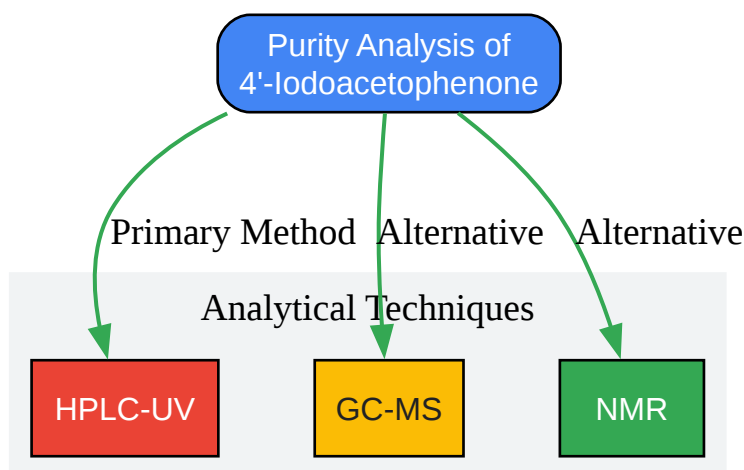 Purity Analysis of
4'-Iodoacetophenone
Primary Method
Alternative
Alternative
Analytical Techniques
HPLC-UV
GC-MS
NMR